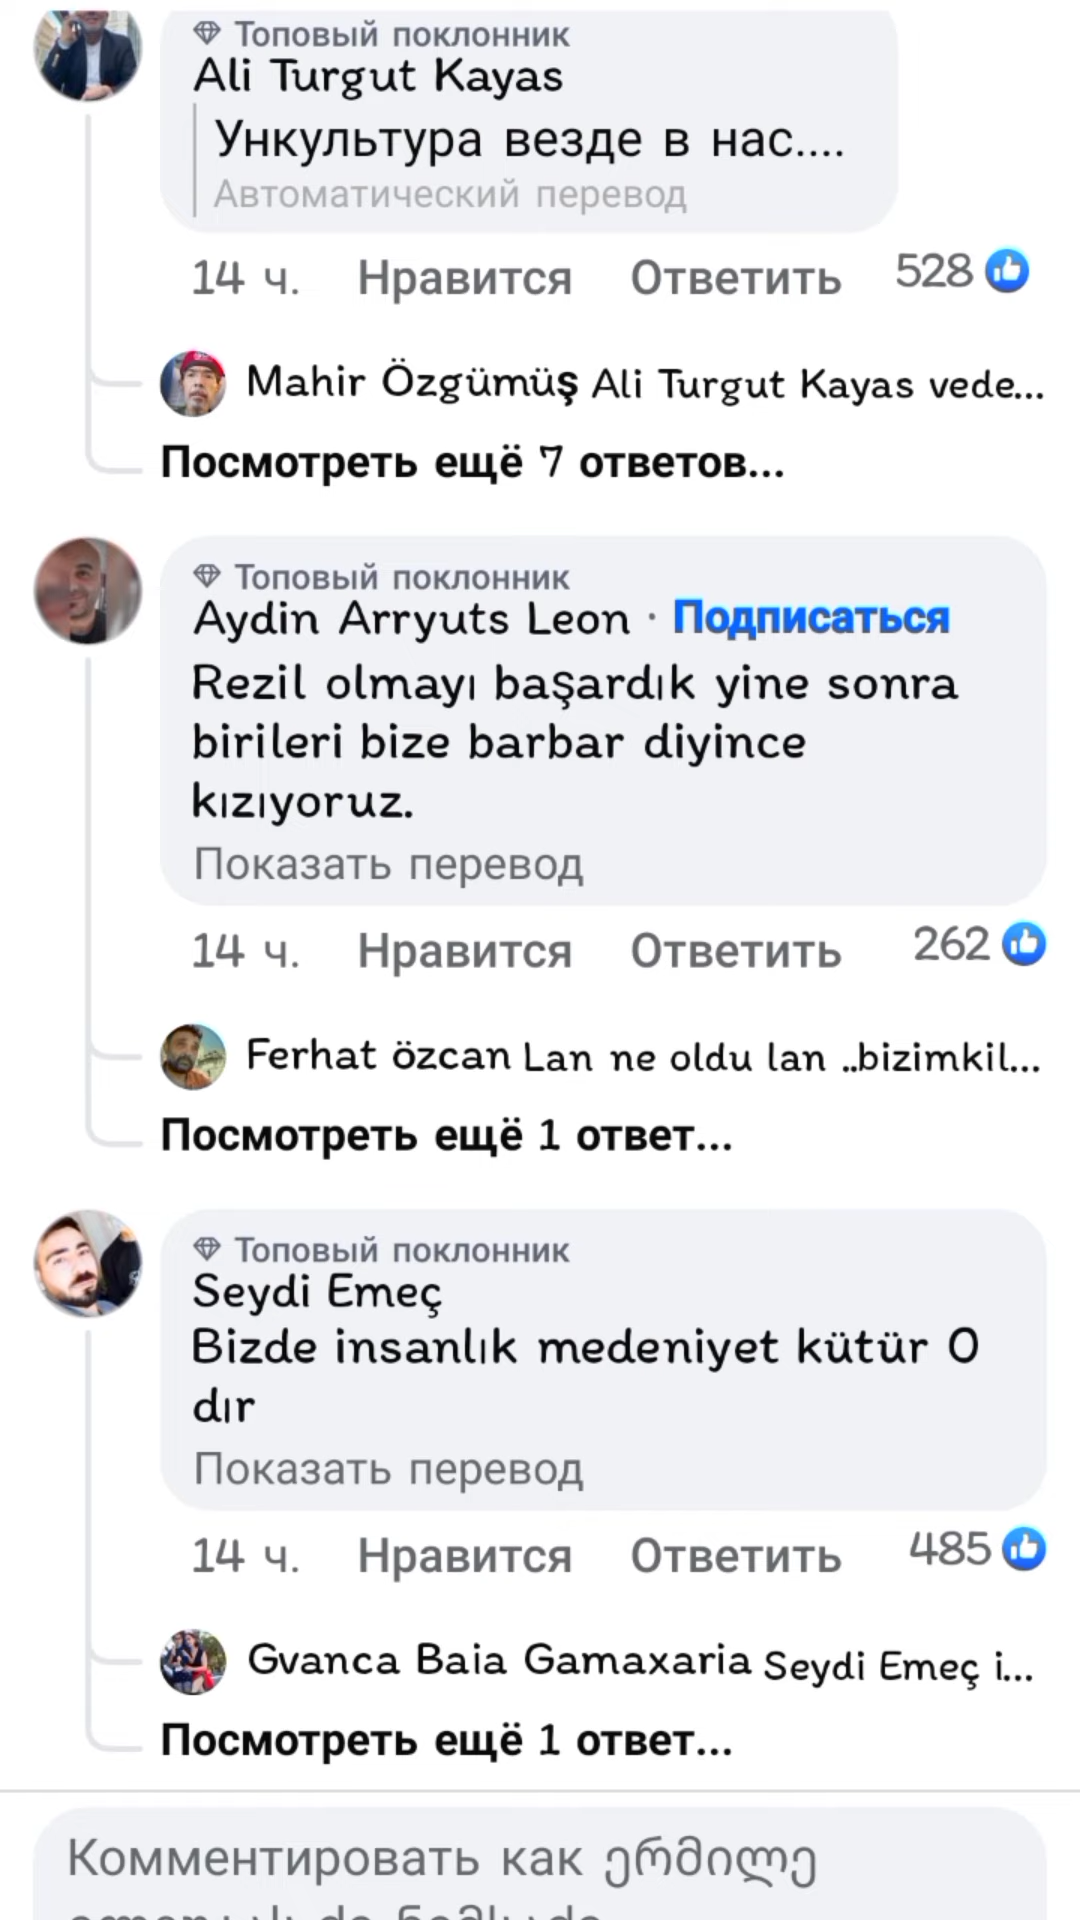 Топовый поклонник
Ali Turgut Kayas
Ункультура везде в нас....
Автоматический перевод
14 ч. Нравится Ответить 528
Mahir Özgümüş Ali Turgut Kayas vede...
Посмотреть ещё 7 ответов...
Топовый поклонник
Aydin Arryuts Leon · Подписаться
Rezil olmayı başardık yine sonra
birileri bize barbar diyince
kızıyoruz.
Показать перевод
14 ч. Нравится Ответить 262
Ferhat özcan Lan ne oldu lan ..bizimkil...
Посмотреть ещё 1 ответ...
Топовый поклонник
Seydi Emeç
Bizde insanlık medeniyet kütür 0
dır
Показать перевод
14 ч. Нравится Ответить 485
Gvanca Baia Gamaxaria Seydi Emeç i...
Посмотреть ещё 1 ответ...
Комментировать как ერმილე